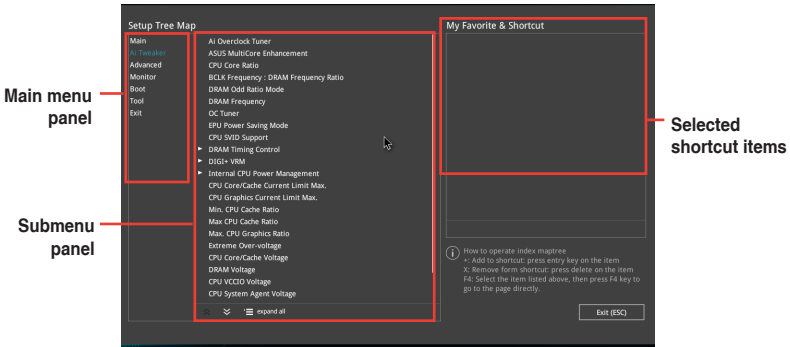 Setup Tree Map
Main
Ai Tweaker
Advanced
Monitor
Boot
Tool
Exit
Ai Overclock Tuner
ASUS MultiCore Enhancement
CPU Core Ratio
BCLK Frequency : DRAM Frequency Ratio
DRAM Odd Ratio Mode
DRAM Frequency
OC Tuner
EPU Power Saving Mode
CPU SVID Support
DRAM Timing Control
DIGI+ VRM
Internal CPU Power Management
CPU Core/Cache Current Limit Max.
CPU Graphics Current Limit Max.
Min. CPU Cache Ratio
Max CPU Cache Ratio
Max. CPU Graphics Ratio
Extreme Over-voltage
CPU Core/Cache Voltage
DRAM Voltage
CPU VCCIO Voltage
CPU System Agent Voltage
expand all
My Favorite & Shortcut
How to operate index maptree
+: Add to shortcut: press entry key on the item
X: Remove form shortcut: press delete on the item
F4: Select the item listed above, then press F4 key to
go to the page directly.
Exit (ESC)
Main menu
panel
Submenu
panel
Selected
shortcut items